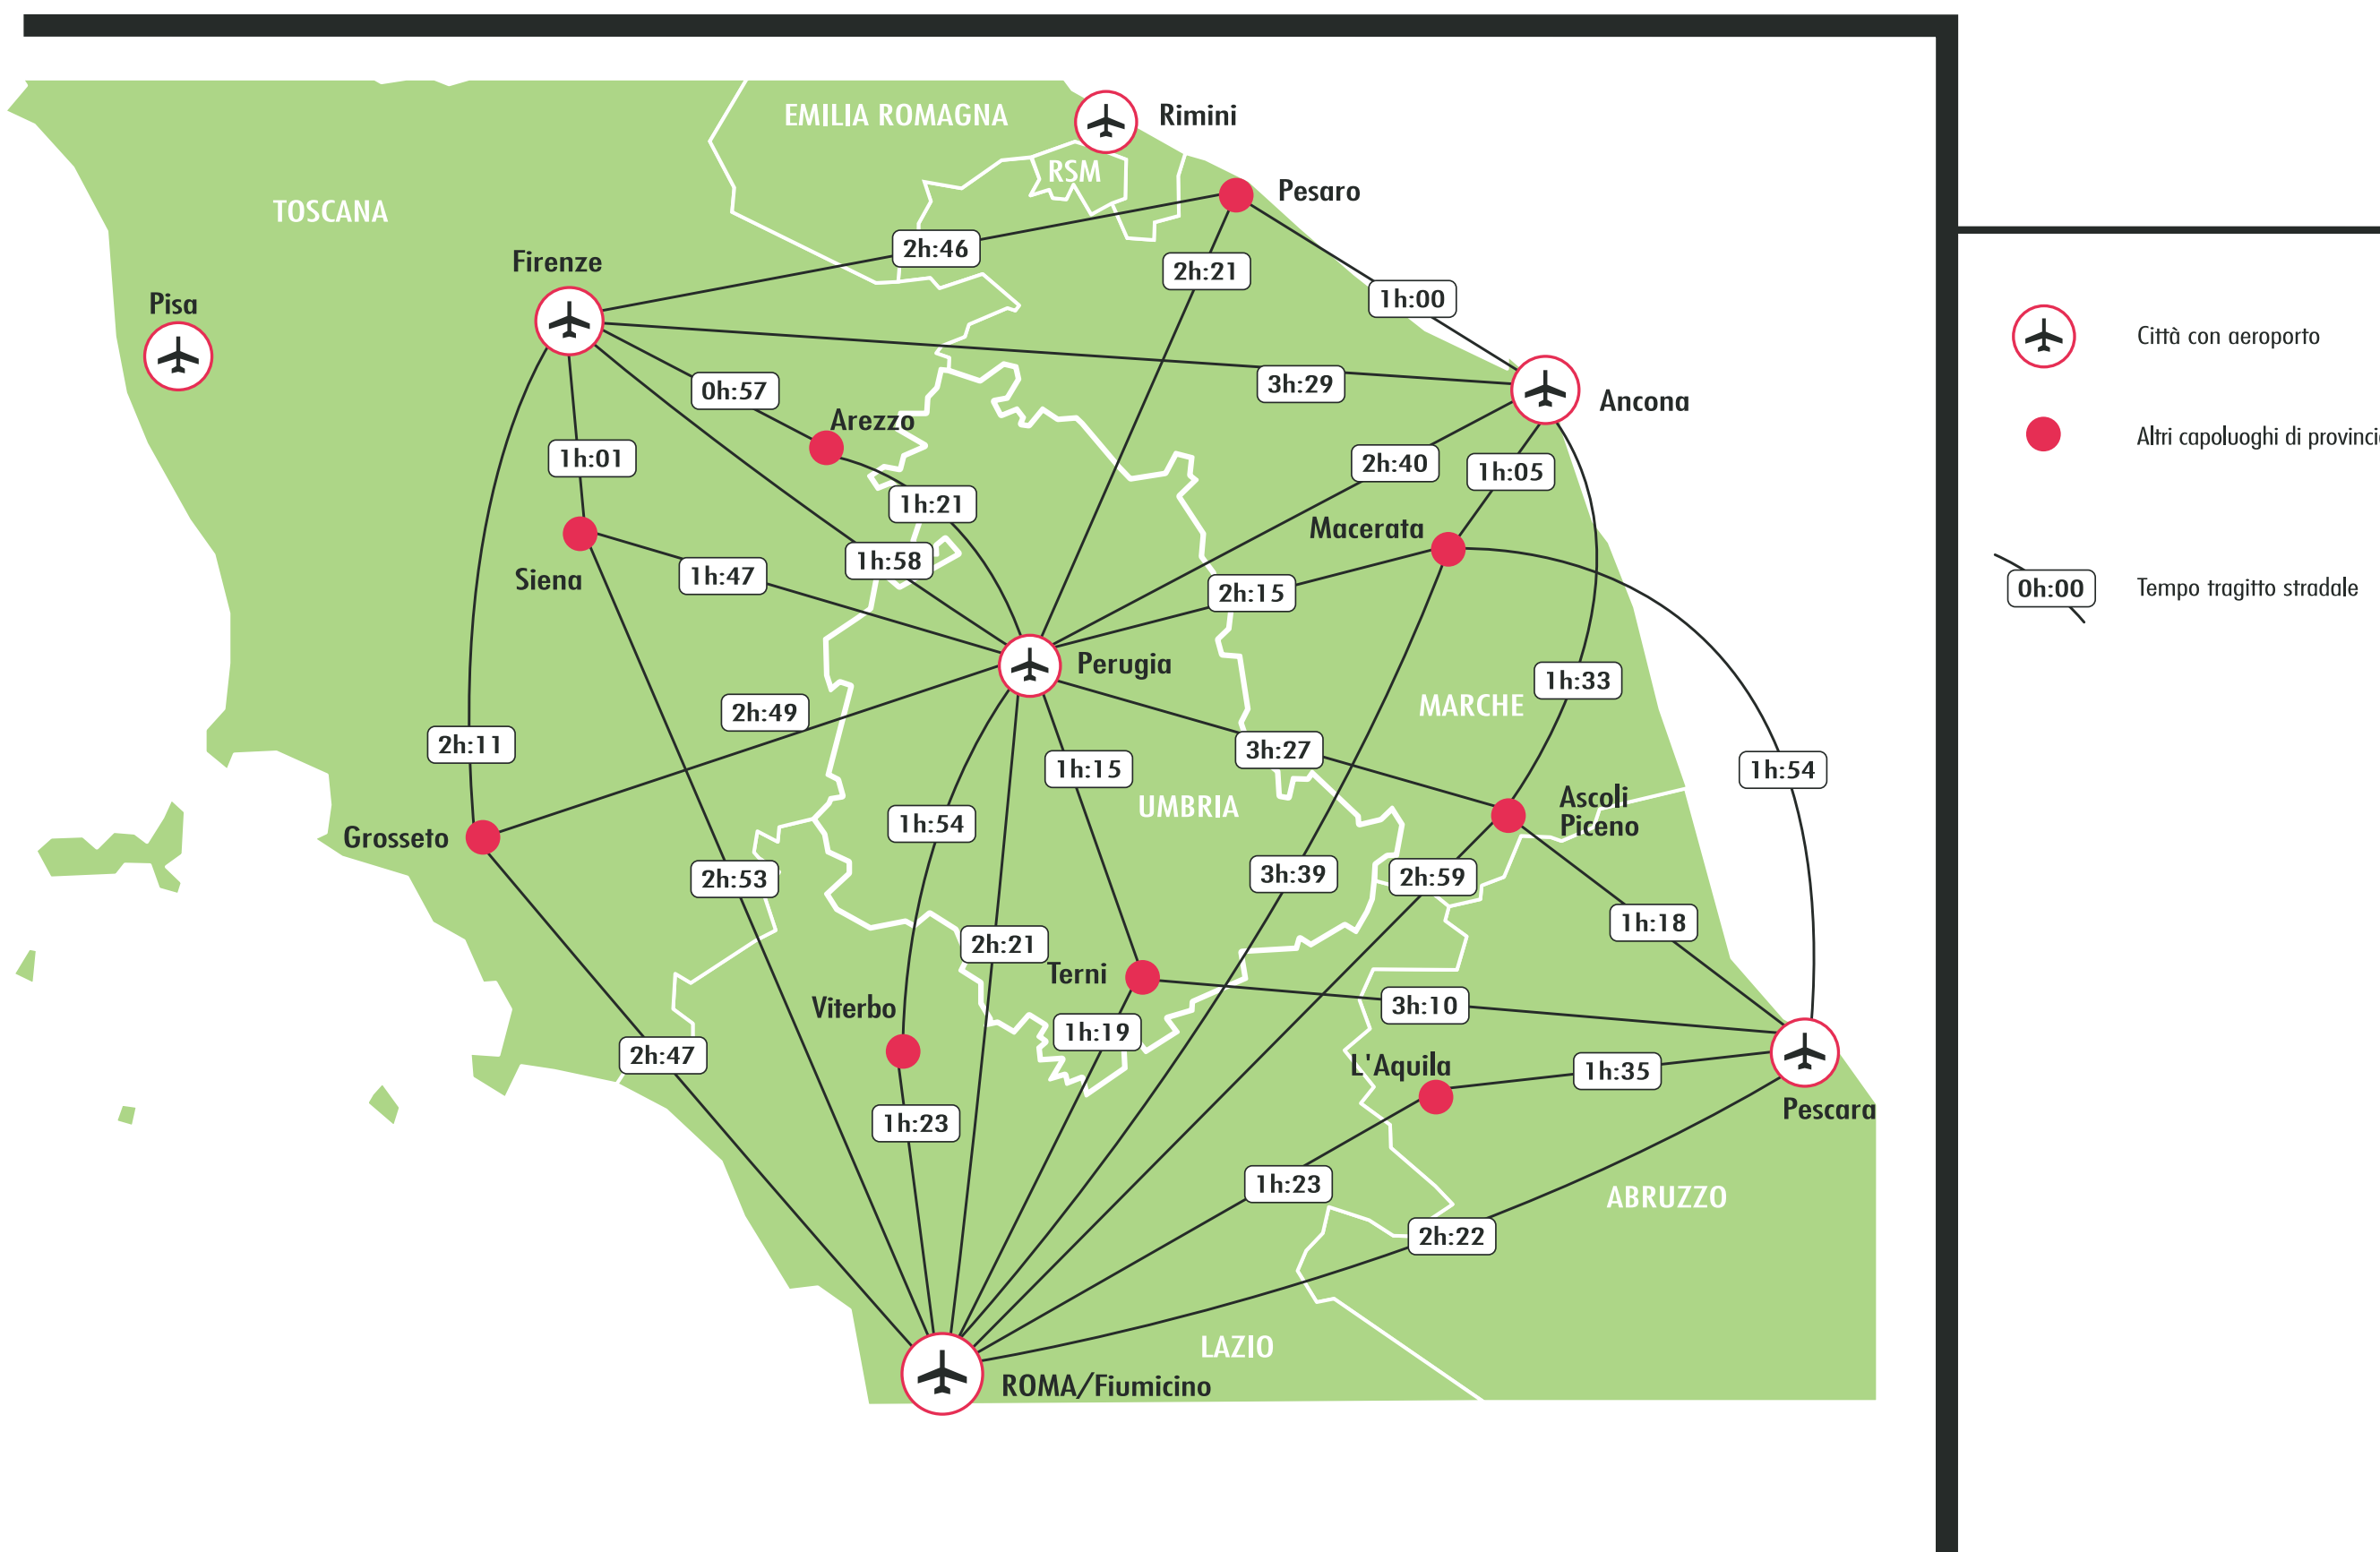 EMILIA ROMAGNA
Rimini
RSM
Pesaro
TOSCANA
2h:46
Firenze
2h:21
Pisa
1h:00
Città con aeroporto
3h:29
0h:57
Ancona
Arezzo
Altri capoluoghi di provinci
1h:01
2h:40
1h:05
1h:21
Macerata
1h:58
Siena
1h:47
2h:15
0h:00
Tempo tragitto stradale
Perugia
1h:33
MARCHE
2h:49
2h:11
3h:27
1h:15
1h:54
Ascoli
Piceno
UMBRIA
1h:54
Grosseto
2h:53
3h:39
2h:59
1h:18
2h:21
Terni
Viterbo
3h:10
1h:19
2h:47
L'Aquila
1h:35
Pescara
1h:23
1h:23
ABRUZZO
2h:22
LAZIO
ROMA/Fiumicino